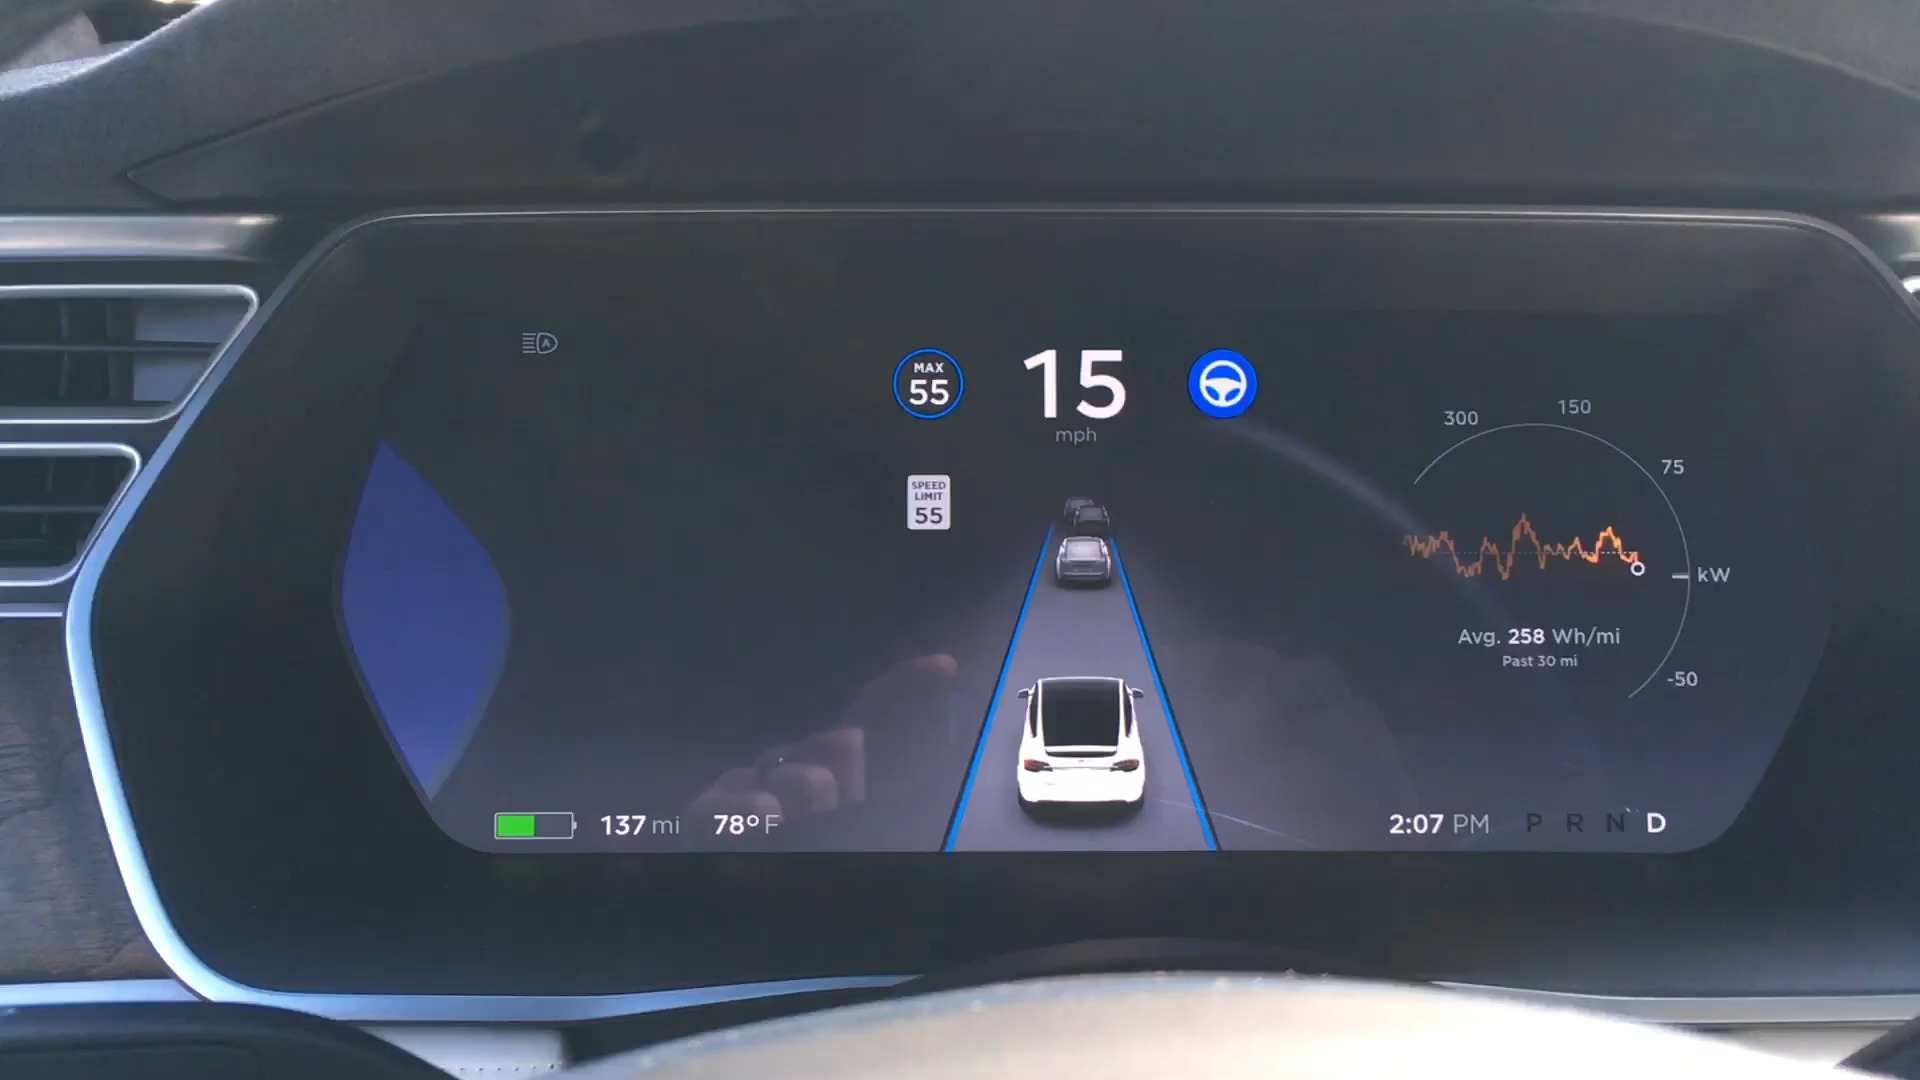 A
MAX
55
15
mph
SPEED
LIMIT
55
300
150
75
kW
-50
Avg. 258 Wh/mi
Past 30 mi
137 mi
78° F
2:07 PM
P R N D